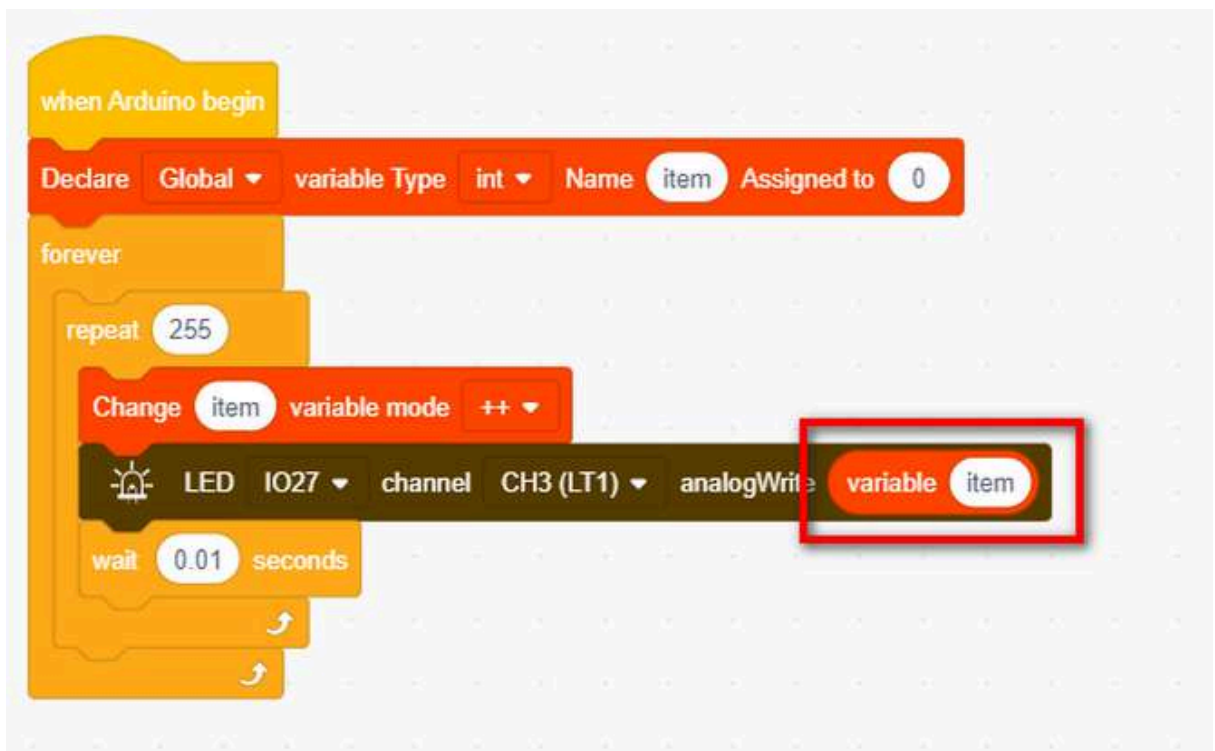 when Arduino begin
Declare Global variable Type int Name item Assigned to 0
forever
repeat 255
Change item variable mode ++
LED IO27 channel CH3 (LT1) analogWrite variable item
wait 0.01 seconds